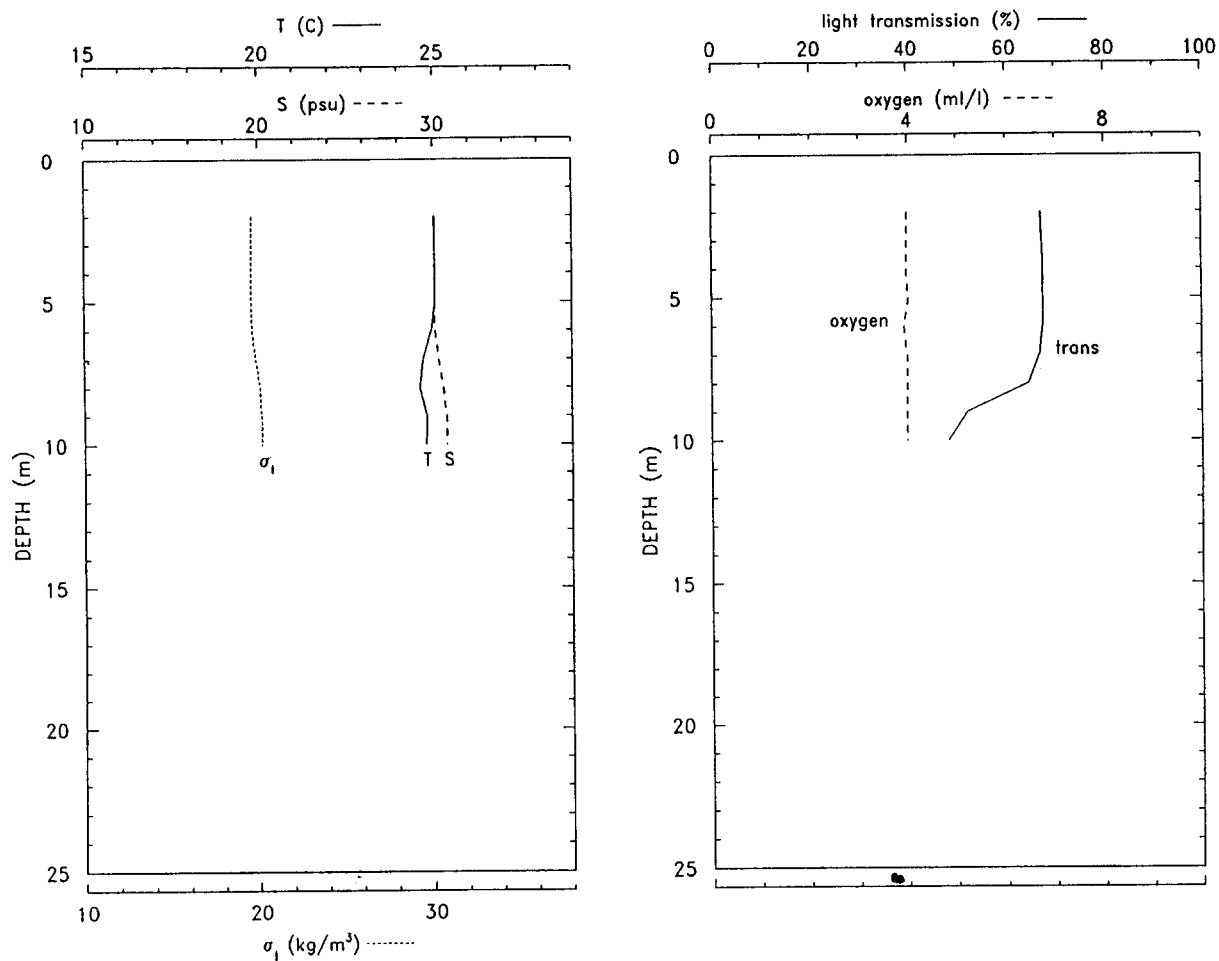 T (C)
15 20 25
S (psu)
10 20 30
0
5
10
15
20
25
DEPTH (m)
σt
T S
10 20 30
σt (kg/m³)
light transmission (%)
0 20 40 60 80 100
oxygen (ml/l)
0 4 8
0
5
10
15
20
25
DEPTH (m)
oxygen
trans